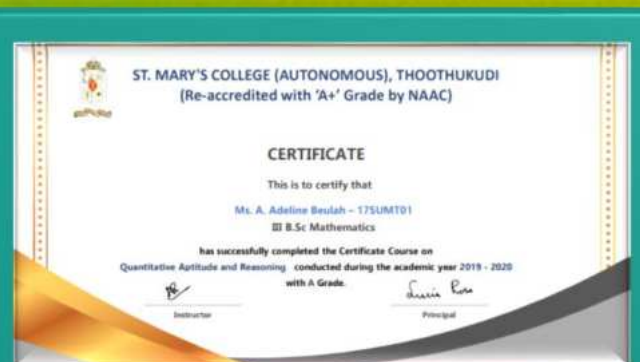 ST. MARY'S COLLEGE (AUTONOMOUS), THOOTHUKUDI
(Re-accredited with 'A+' Grade by NAAC)
CERTIFICATE
This is to certify that
Ms. A. Adeline Beulah – 17SUMT01
III B.Sc Mathematics
has successfully completed the Certificate Course on
Quantitative Aptitude and Reasoning conducted during the academic year 2019 - 2020
with A Grade.
Instructor
Principal